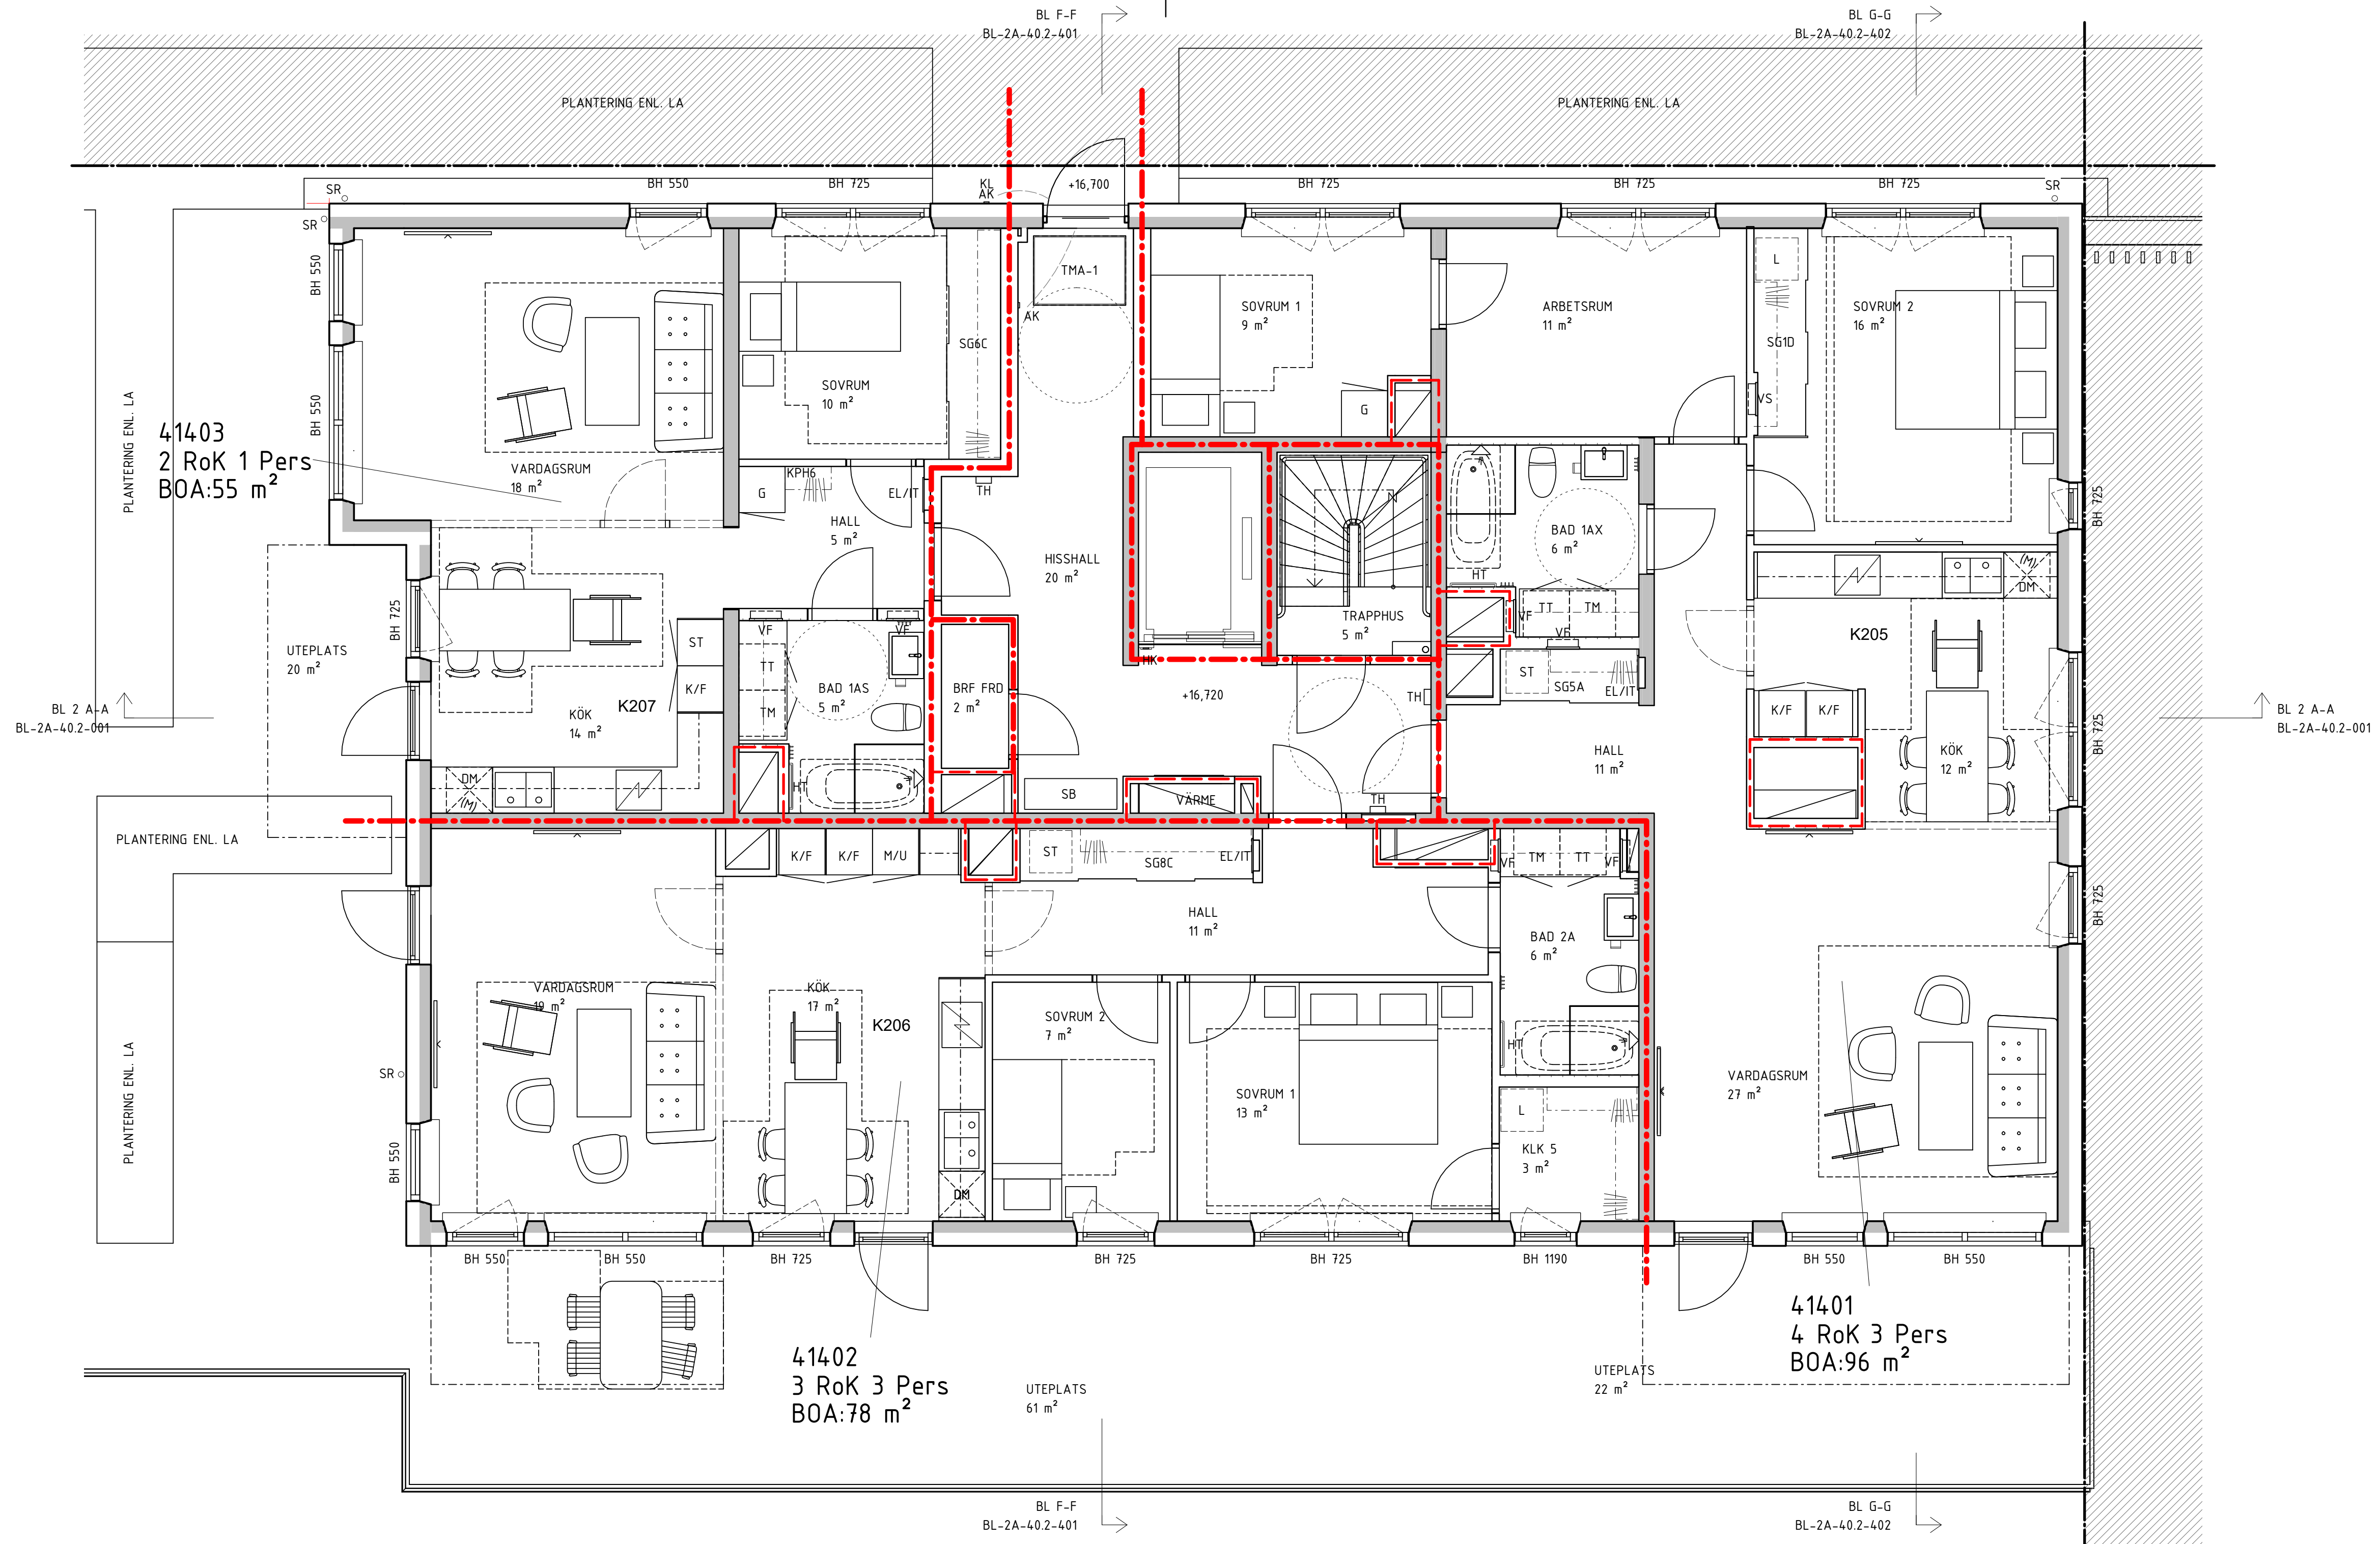 BL F-F
BL-2A-40.2-401
BL G-G
BL-2A-40.2-402
PLANTERING ENL. LA
PLANTERING ENL. LA
SR
BH 550
BH 725
KL
AK
+16,700
BH 725
BH 725
BH 725
SR
SR
BH 550
TMA-1
L
AK
SOVRUM 1
9 m²
ARBETSRUM
11 m²
SOVRUM 2
16 m²
SG6C
SG1D
SOVRUM
10 m²
BH 550
PLANTERING ENL. LA
G
VS
41403
2 RoK 1 Pers
BOA:55 m²
VARDAGSRUM
18 m²
KPH6
G
EL/IT
TH
N
BH 725
HALL
5 m²
BAD 1AX
6 m²
HISSHALL
20 m²
HT
(M)
DM
BH 725
VF
VF
TRAPPHUS
5 m²
VF
TT
TM
VF
K205
UTEPLATS
20 m²
ST
TT
HK
ST
SG5A
EL/IT
K/F
BAD 1AS
5 m²
BRF FRD
2 m²
+16,720
TH
K/F
K/F
K207
KÖK
14 m²
TM
BL 2 A-A
BL-2A-40.2-001
BL 2 A-A
BL-2A-40.2-001
BH 725
HALL
11 m²
KÖK
12 m²
DM
(M)
HT
SB
VÄRME
TH
PLANTERING ENL. LA
K/F
K/F
M/U
ST
SG8C
EL/IT
VF
TM
TT
VF
BH 725
HALL
11 m²
BAD 2A
6 m²
VARDAGSRUM
19 m²
KÖK
17 m²
K206
SOVRUM 2
7 m²
HT
SR
PLANTERING ENL. LA
SOVRUM 1
13 m²
VARDAGSRUM
27 m²
L
BH 550
KLK 5
3 m²
DM
BH 550
BH 550
BH 725
BH 725
BH 725
BH 1190
BH 550
BH 550
41401
4 RoK 3 Pers
BOA:96 m²
41402
3 RoK 3 Pers
BOA:78 m²
UTEPLATS
61 m²
UTEPLATS
22 m²
BL F-F
BL-2A-40.2-401
BL G-G
BL-2A-40.2-402